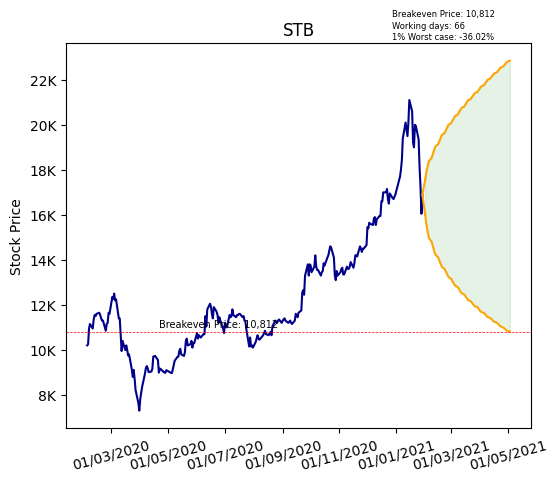 Breakeven Price: 10,812
Working days: 66
1% Worst case: -36.02%
STB
Stock Price
22K
20K
18K
16K
14K
12K
10K
8K
Breakeven Price: 10,812
01/03/2020
01/05/2020
01/07/2020
01/09/2020
01/11/2020
01/01/2021
01/03/2021
01/05/2021